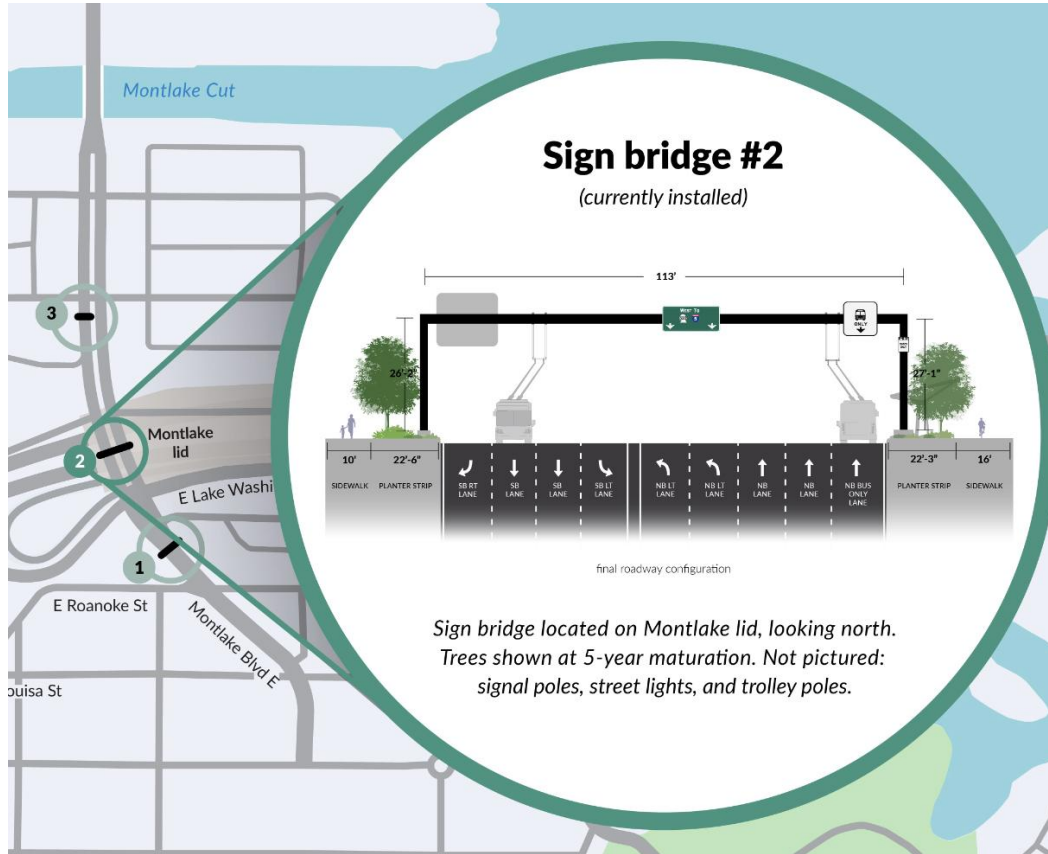 Montlake Cut
Sign bridge #2
(currently installed)
113'
West To
ONLY
26'-2"
27'-1"
3
Montlake
lid
2
E Lake Washi
1
E Roanoke St
Montlake Blvd E
ouisa St
10'
22'-6"
22'-3"
16'
SIDEWALK
PLANTER STRIP
SB RT
LANE
SB
LANE
SB
LANE
SB LT
LANE
NB LT
LANE
NB LT
LANE
NB
LANE
NB
LANE
NB BUS
ONLY
LANE
PLANTER STRIP
SIDEWALK
final roadway configuration
Sign bridge located on Montlake lid, looking north.
Trees shown at 5-year maturation. Not pictured:
signal poles, street lights, and trolley poles.